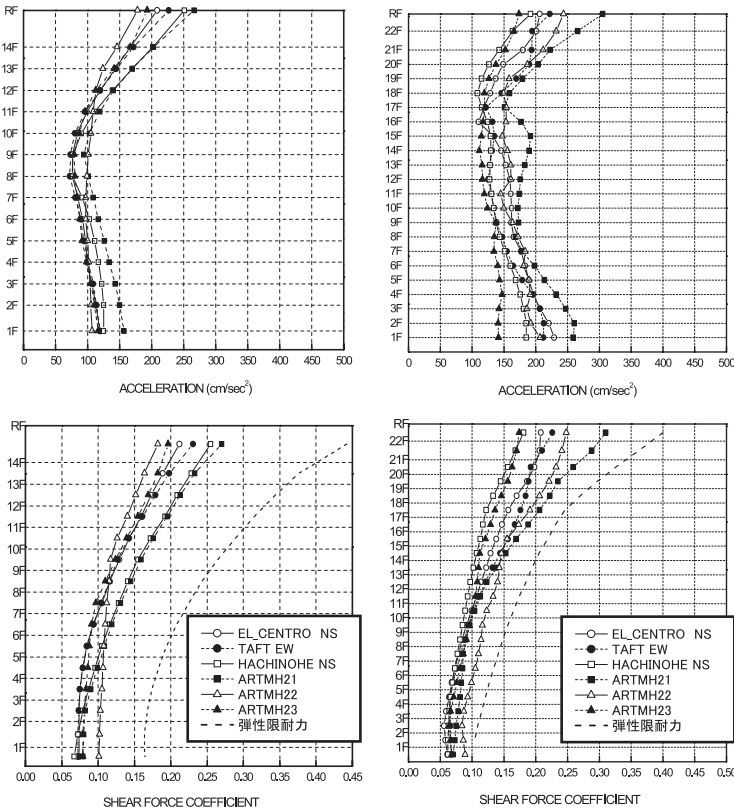 RF
14F
13F
12F
11F
10F
9F
8F
7F
6F
5F
4F
3F
2F
1F
0 50 100 150 200 250 300 350 400 450 500
ACCELERATION (cm/sec²)
RF
22F
21F
20F
19F
18F
17F
16F
15F
14F
13F
12F
11F
10F
9F
8F
7F
6F
5F
4F
3F
2F
1F
0 50 100 150 200 250 300 350 400 450 500
ACCELERATION (cm/sec²)
RF
14F
13F
12F
11F
10F
9F
8F
7F
6F
5F
4F
3F
2F
1F
EL_CENTRO NS
TAFT EW
HACHINOHE NS
ARTMH21
ARTMH22
ARTMH23
弾性限耐力
0.00 0.05 0.10 0.15 0.20 0.25 0.30 0.35 0.40 0.45
SHEAR FORCE COEFFICIENT
RF
22F
21F
20F
19F
18F
17F
16F
15F
14F
13F
12F
11F
10F
9F
8F
7F
6F
5F
4F
3F
2F
1F
EL_CENTRO NS
TAFT EW
HACHINOHE NS
ARTMH21
ARTMH22
ARTMH23
弾性限耐力
0.00 0.05 0.10 0.15 0.20 0.25 0.30 0.35 0.40 0.45 0.50
SHEAR FORCE COEFFICIENT